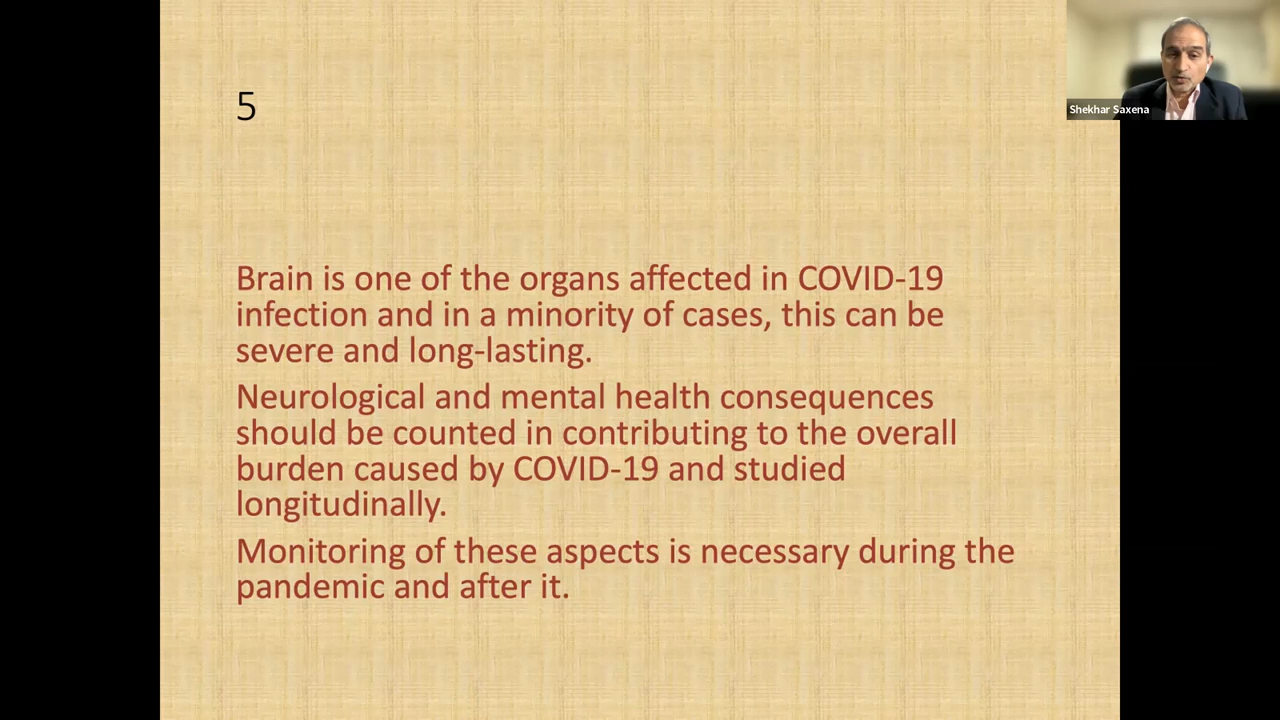 5
Shekhar Saxena
Brain is one of the organs affected in COVID-19
infection and in a minority of cases, this can be
severe and long-lasting.
Neurological and mental health consequences
should be counted in contributing to the overall
burden caused by COVID-19 and studied
longitudinally.
Monitoring of these aspects is necessary during the
pandemic and after it.